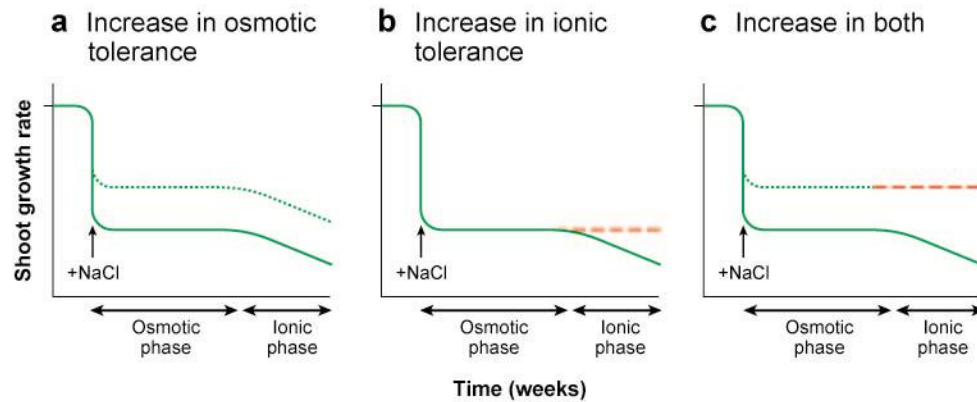 a Increase in osmotic
tolerance
b Increase in ionic
tolerance
c Increase in both
Shoot growth rate
+NaCl
+NaCl
+NaCl
Osmotic
phase
Ionic
phase
Osmotic
phase
Ionic
phase
Osmotic
phase
Ionic
phase
Time (weeks)